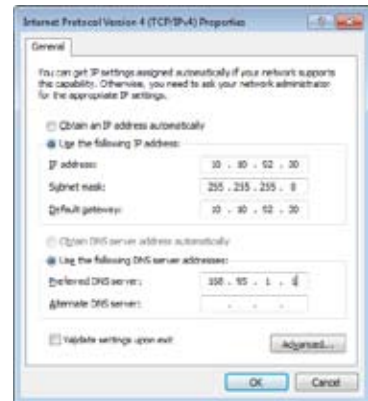 Internet Protocol Version 4 (TCP/IPv4) Properties
General
You can get IP settings assigned automatically if your network supports
this capability. Otherwise, you need to ask your network administrator
for the appropriate IP settings.
Obtain an IP address automatically
Use the following IP address:
IP address:
Subnet mask: 255 . 255 . 255 . 0
Default gateway:
Obtain DNS server address automatically
Use the following DNS server addresses:
Preferred DNS server:
Alternate DNS server: . . .
Validate settings upon exit
Advanced...
OK
Cancel